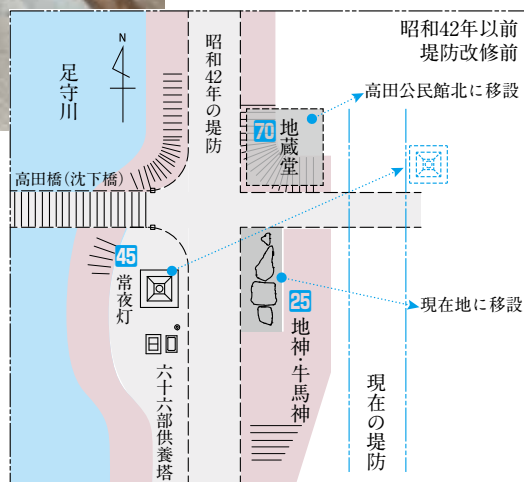 昭和42年以前
堤防改修前
N
足守川
昭和42年の堤防
高田公民館北に移設
70
地蔵堂
高田橋(沈下橋)
45
常夜灯
25
地神・牛馬神
現在地に移設
六十六部供養塔
現在の堤防